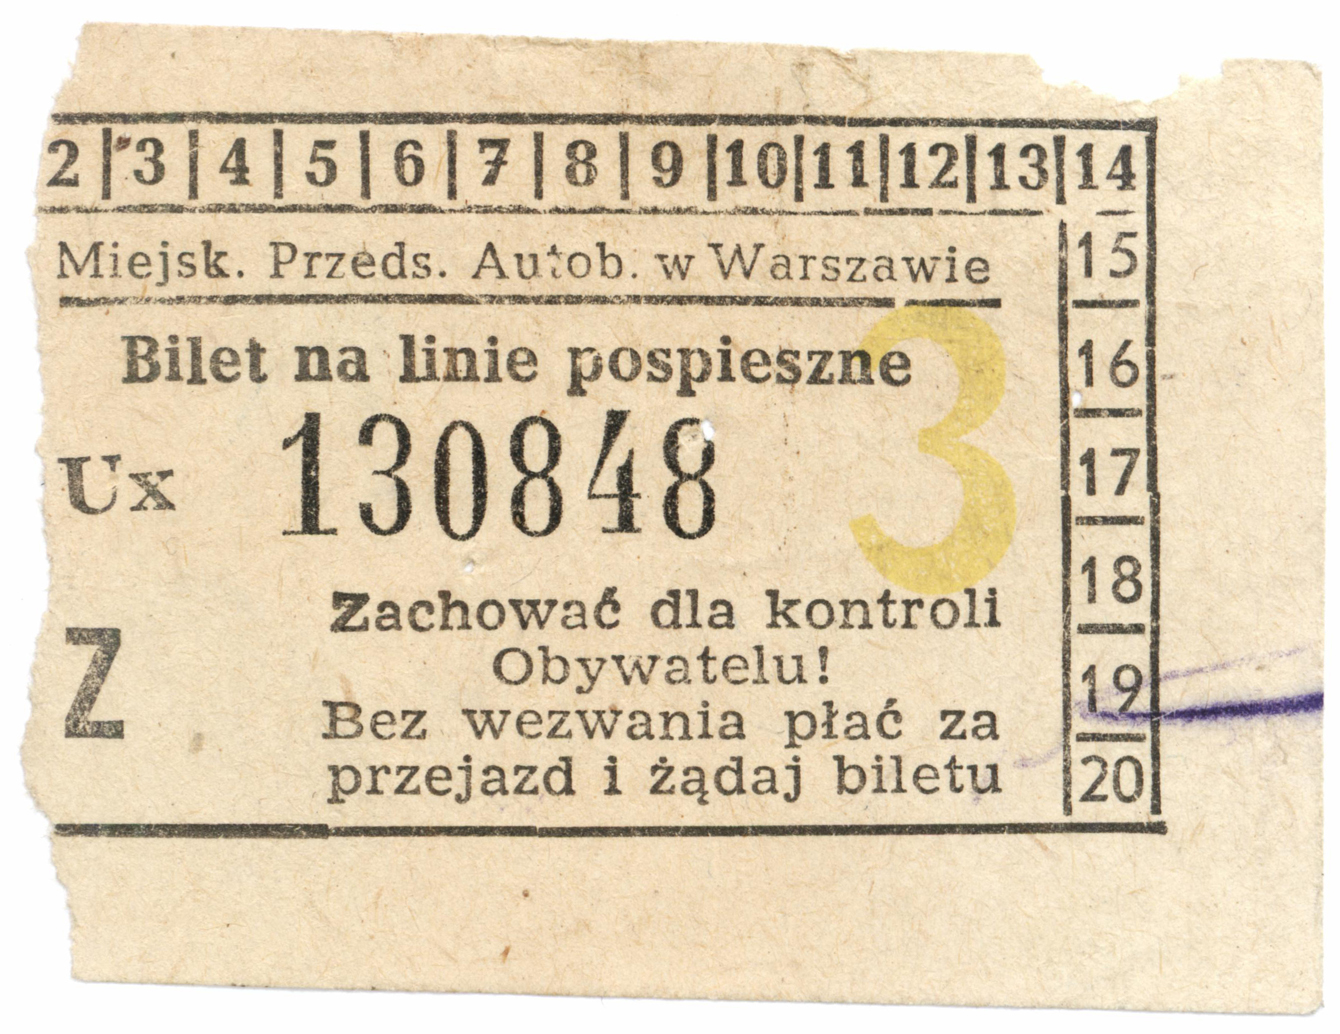 2 | 3 | 4 | 5 | 6 | 7 | 8 | 9 | 10 | 11 | 12 | 13 | 14
Miejsk. Przeds. Autob. w Warszawie
15
Bilet na linie pospieszne
3
16
Ux 130848
17
18
Zachować dla kontroli
Obywatelu!
Z
19
Bez wezwania płać za
przejazd i żądaj biletu
20